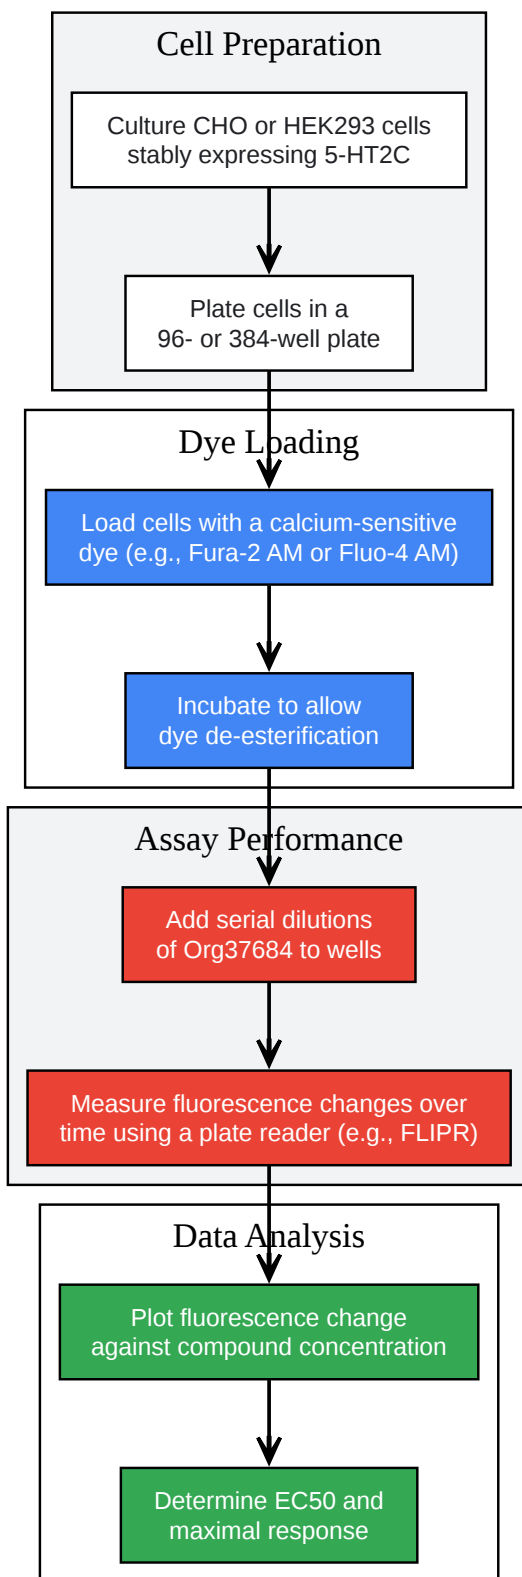 Cell Preparation
Culture CHO or HEK293 cells
stably expressing 5-HT2C
Plate cells in a
96- or 384-well plate
Dye Loading
Load cells with a calcium-sensitive
dye (e.g., Fura-2 AM or Fluo-4 AM)
Incubate to allow
dye de-esterification
Assay Performance
Add serial dilutions
of Org37684 to wells
Measure fluorescence changes over
time using a plate reader (e.g., FLIPR)
Data Analysis
Plot fluorescence change
against compound concentration
Determine EC50 and
maximal response